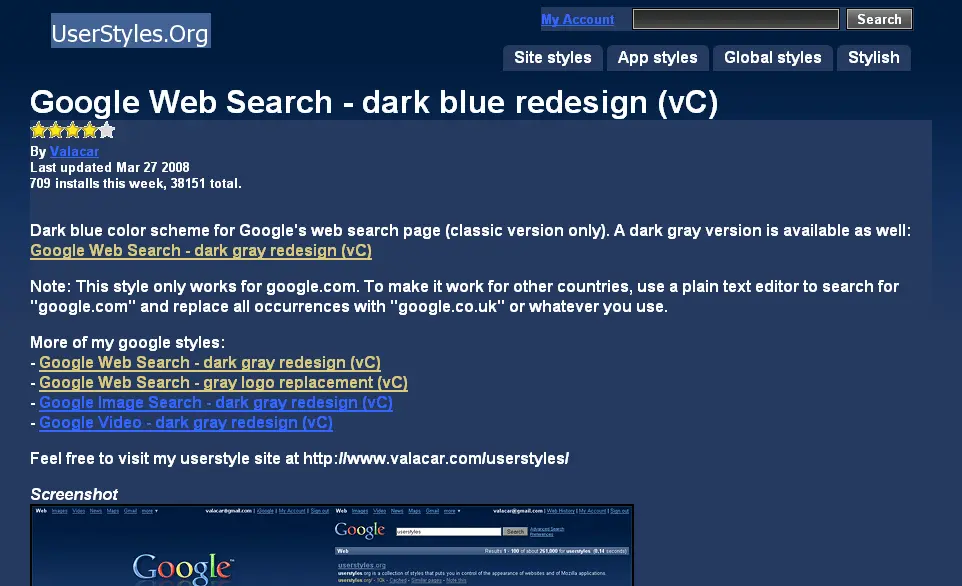 UserStyles.Org
My Account
Search
Site styles
App styles
Global styles
Stylish
Google Web Search - dark blue redesign (vC)
By Valacar
Last updated Mar 27 2008
709 installs this week, 38151 total.
Dark blue color scheme for Google's web search page (classic version only). A dark gray version is available as well:
Google Web Search - dark gray redesign (vC)
Note: This style only works for google.com. To make it work for other countries, use a plain text editor to search for
"google.com" and replace all occurrences with "google.co.uk" or whatever you use.
More of my google styles:
- Google Web Search - dark gray redesign (vC)
- Google Web Search - gray logo replacement (vC)
- Google Image Search - dark gray redesign (vC)
- Google Video - dark gray redesign (vC)
Feel free to visit my userstyle site at http://www.valacar.com/userstyles/
Screenshot
Web Images Video News Maps Gmail more ▾
valacar@gmail.com | iGoogle | My Account | Sign out
Web Images Video News Maps Gmail more ▾
valacar@gmail.com | Web History | My Account | Sign out
Google
userstyles
Search
Advanced Search
Preferences
Web
Results 1 - 100 of about 261,000 for userstyles. (0.14 seconds)
userstyles.org
userstyles.org is a collection of styles that puts you in control of the appearance of websites and of Mozilla applications.
userstyles.org/ - 10k - Cached - Similar pages - Note this
Google™